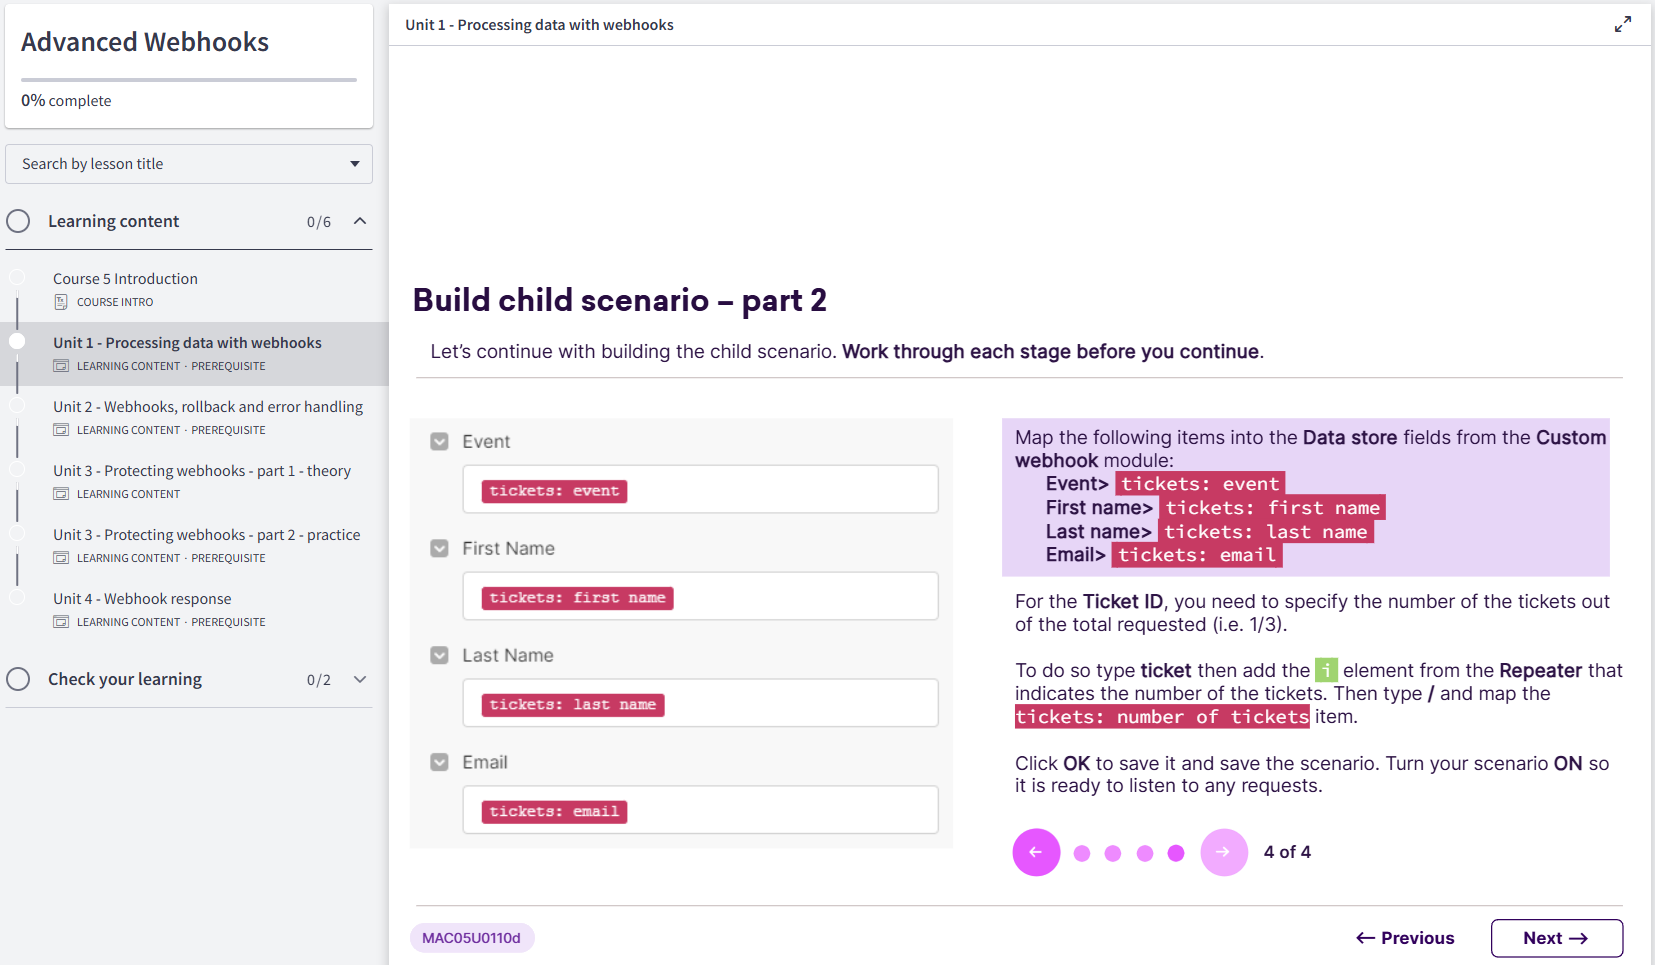 Advanced Webhooks
0% complete
Search by lesson title
Learning content 0/6
Course 5 Introduction
COURSE INTRO
Unit 1 - Processing data with webhooks
LEARNING CONTENT · PREREQUISITE
Unit 2 - Webhooks, rollback and error handling
LEARNING CONTENT · PREREQUISITE
Unit 3 - Protecting webhooks - part 1 - theory
LEARNING CONTENT
Unit 3 - Protecting webhooks - part 2 - practice
LEARNING CONTENT · PREREQUISITE
Unit 4 - Webhook response
LEARNING CONTENT · PREREQUISITE
Check your learning 0/2
Unit 1 - Processing data with webhooks
Build child scenario – part 2
Let’s continue with building the child scenario. Work through each stage before you continue.
Event
tickets: event
First Name
tickets: first name
Last Name
tickets: last name
Email
tickets: email
Map the following items into the Data store fields from the Custom
webhook module:
Event> tickets: event
First name> tickets: first name
Last name> tickets: last name
Email> tickets: email
For the Ticket ID, you need to specify the number of the tickets out
of the total requested (i.e. 1/3).
To do so type ticket then add the i element from the Repeater that
indicates the number of the tickets. Then type / and map the
tickets: number of tickets item.
Click OK to save it and save the scenario. Turn your scenario ON so
it is ready to listen to any requests.
← → 4 of 4
MAC05U0110d
← Previous
Next →